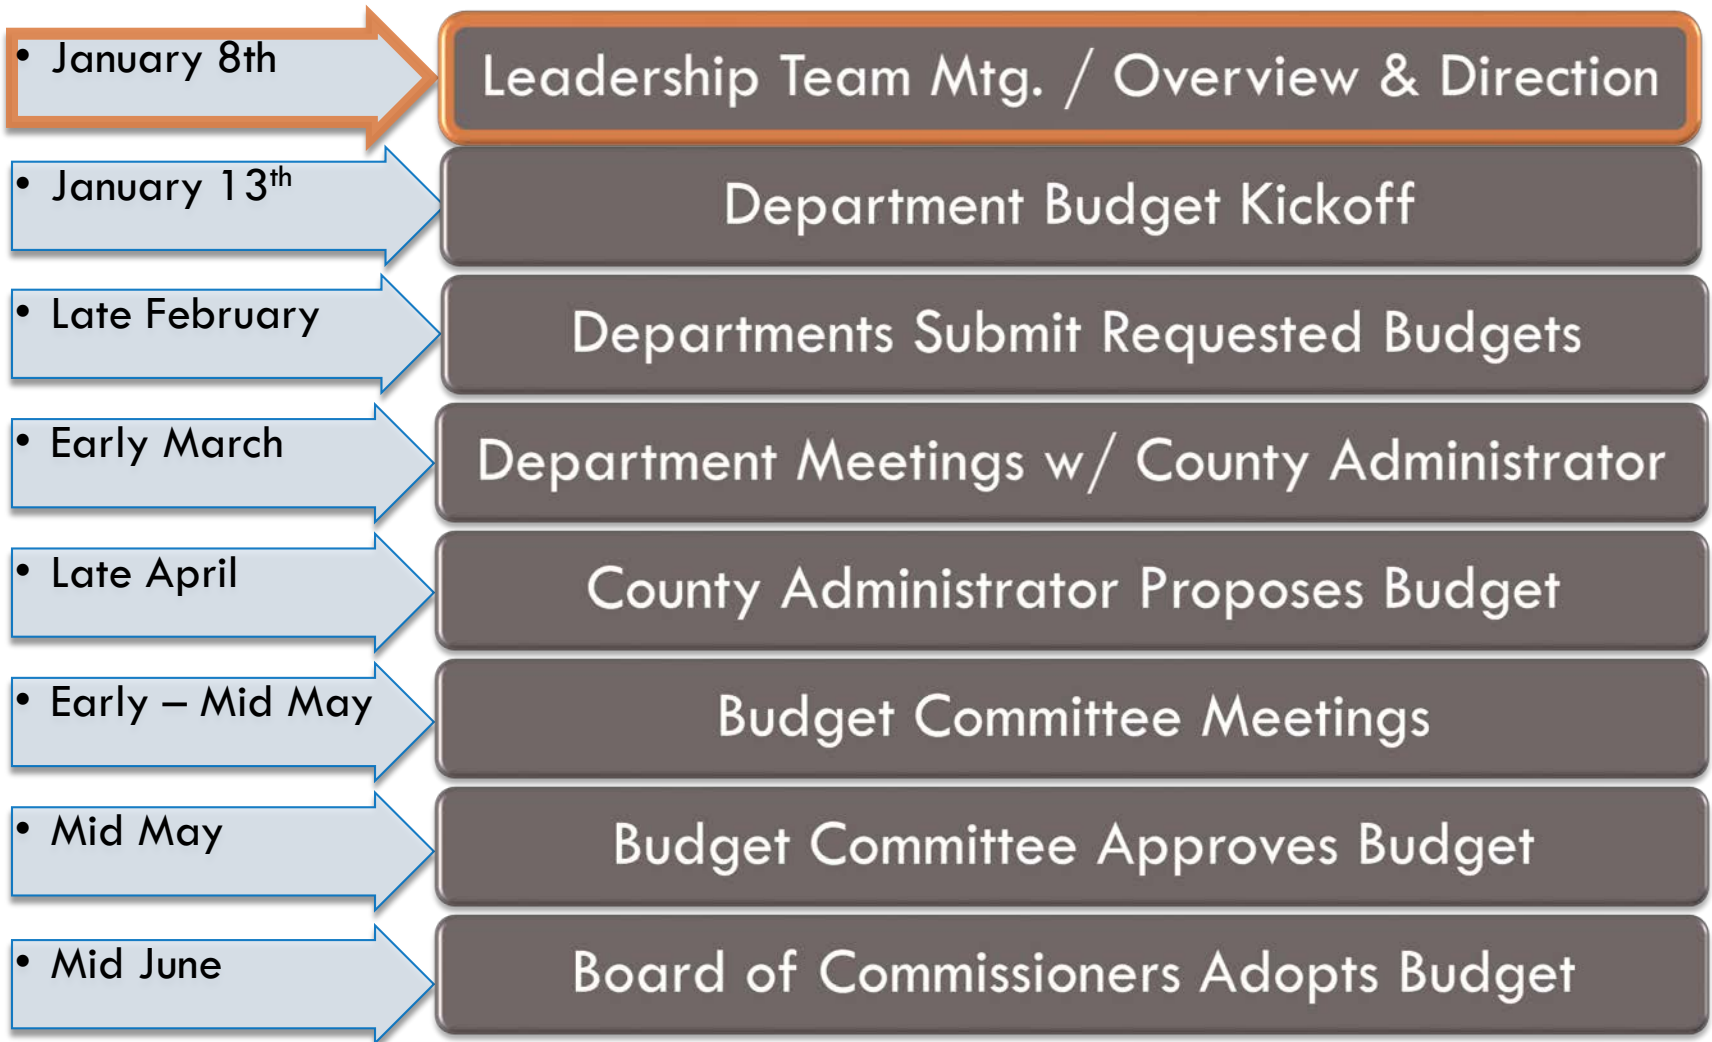 • January 8th
Leadership Team Mtg. / Overview & Direction
• January 13th
Department Budget Kickoff
• Late February
Departments Submit Requested Budgets
• Early March
Department Meetings w/ County Administrator
• Late April
County Administrator Proposes Budget
• Early – Mid May
Budget Committee Meetings
• Mid May
Budget Committee Approves Budget
• Mid June
Board of Commissioners Adopts Budget